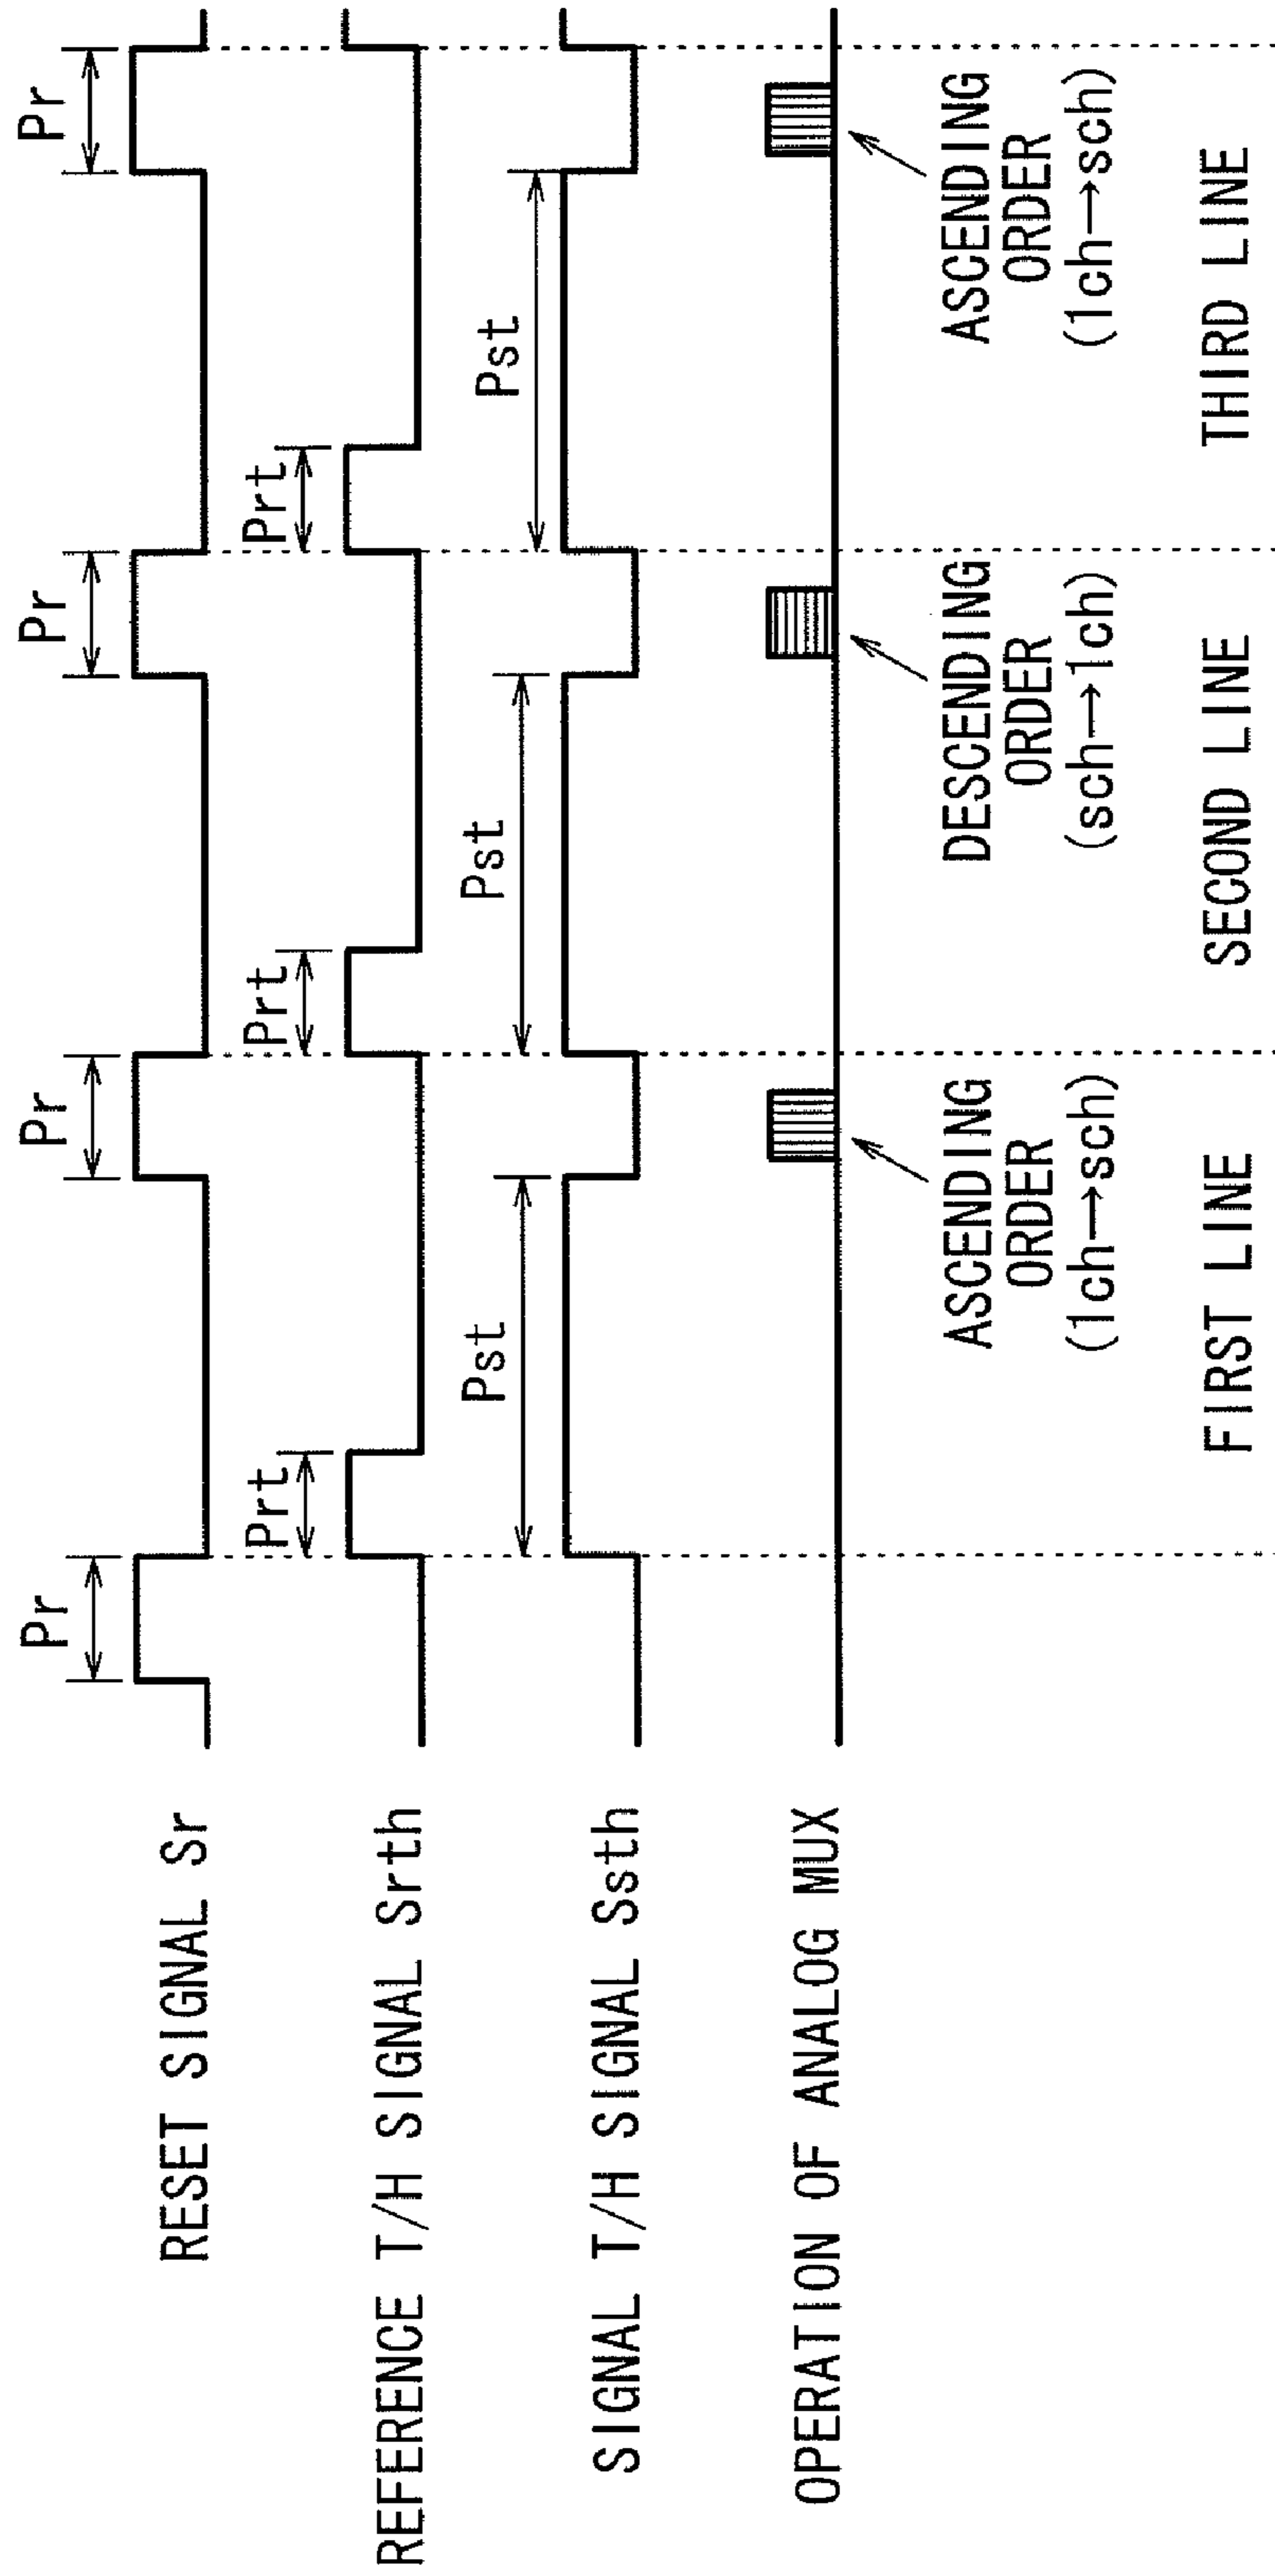 RESET SIGNAL Sr
Pr
Pr
Pr
Pr
REFERENCE T/H SIGNAL Srth
Prt
Prt
Prt
SIGNAL T/H SIGNAL Ssth
Pst
Pst
Pst
OPERATION OF ANALOG MUX
ASCENDING
ORDER
(1ch→sch)
DESCENDING
ORDER
(sch→1ch)
ASCENDING
ORDER
(1ch→sch)
FIRST LINE
SECOND LINE
THIRD LINE